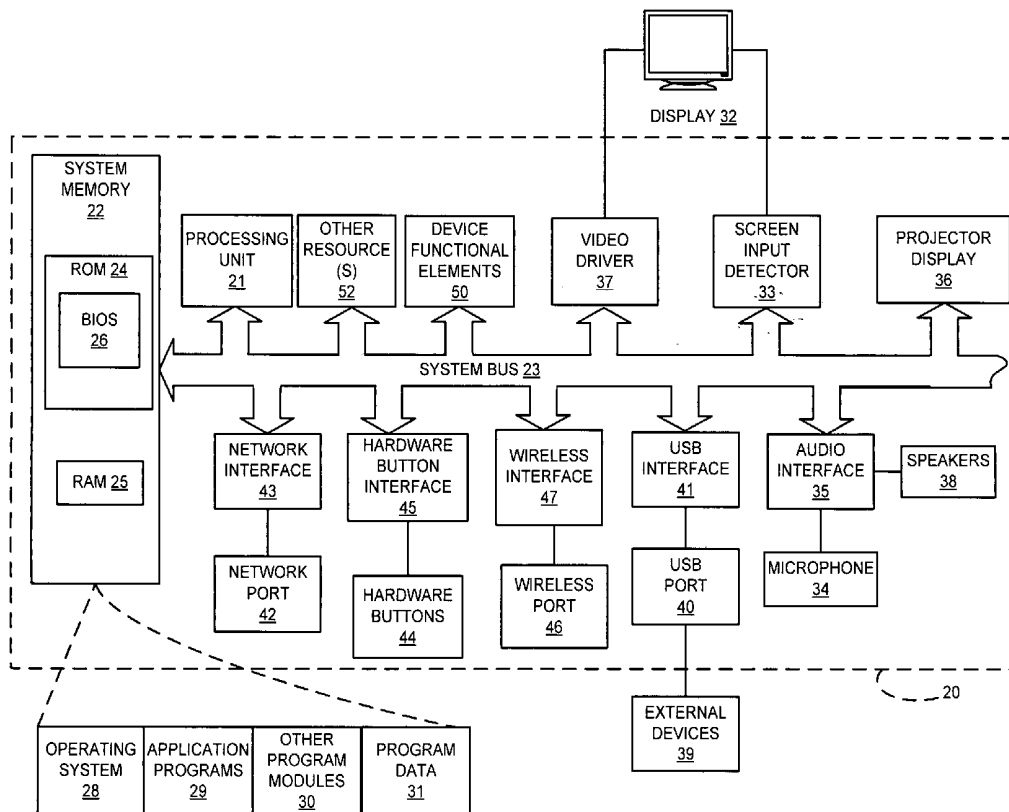 DISPLAY 32
SYSTEM
MEMORY
22
ROM 24
BIOS
26
RAM 25
PROCESSING
UNIT
21
OTHER
RESOURCE
(S)
52
DEVICE
FUNCTIONAL
ELEMENTS
50
VIDEO
DRIVER
37
SCREEN
INPUT
DETECTOR
33
PROJECTOR
DISPLAY
36
SYSTEM BUS 23
NETWORK
INTERFACE
43
HARDWARE
BUTTON
INTERFACE
45
WIRELESS
INTERFACE
47
USB
INTERFACE
41
AUDIO
INTERFACE
35
SPEAKERS
38
NETWORK
PORT
42
HARDWARE
BUTTONS
44
WIRELESS
PORT
46
USB
PORT
40
MICROPHONE
34
20
EXTERNAL
DEVICES
39
OPERATING
SYSTEM
28
APPLICATION
PROGRAMS
29
OTHER
PROGRAM
MODULES
30
PROGRAM
DATA
31